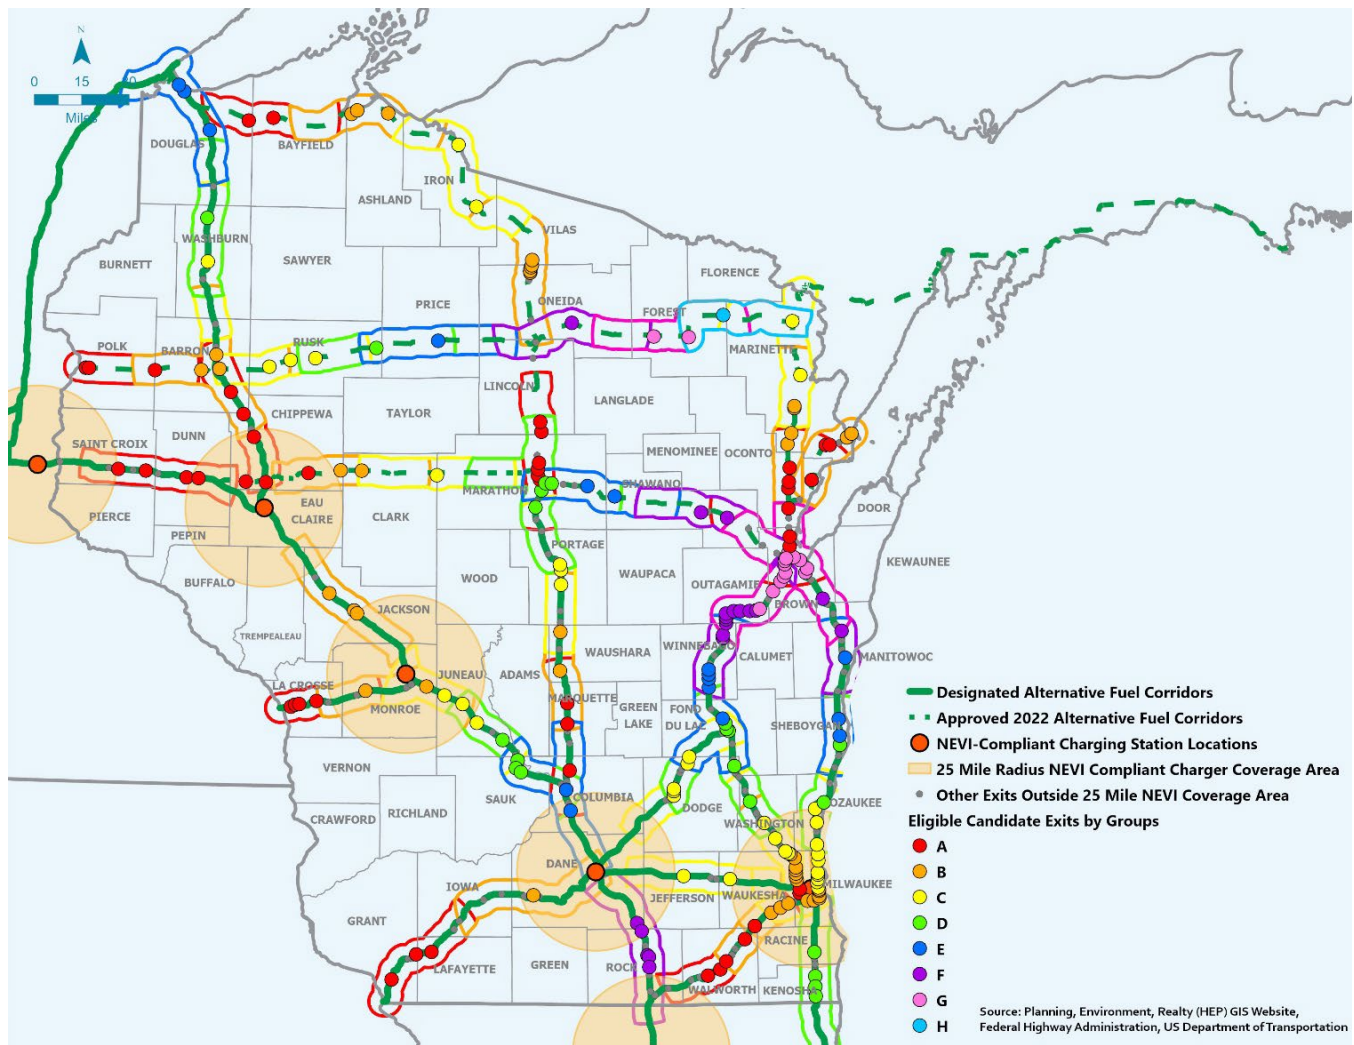 N
0 15 30
Miles
DOUGLAS
BAYFIELD
IRON
ASHLAND
VILAS
WASHBURN
BURNETT
SAWYER
FLORENCE
PRICE
ONEIDA
FOREST
POLK
BARRON
RUSK
MARINETTE
LINCOLN
LANGLADE
CHIPPEWA
TAYLOR
SAINT CROIX
DUNN
MENOMINEE
OCONTO
MARATHON
SHAWANO
EAU
CLAIRE
CLARK
DOOR
PIERCE
PEPIN
PORTAGE
KEWAUNEE
BUFFALO
WOOD
WAUPACA
OUTAGAMIE
BROWN
JACKSON
TREMPEALEAU
WINNEBAGO
CALUMET
MANITOWOC
WAUSHARA
LA CROSSE
JUNEAU
ADAMS
MARQUETTE
MONROE
GREEN
LAKE
FOND
DU LAC
SHEBOYGAN
VERNON
SAUK
COLUMBIA
DODGE
OZAUKEE
CRAWFORD
RICHLAND
WASHINGTON
DANE
IOWA
JEFFERSON
WAUKESHA
MILWAUKEE
GRANT
LAFAYETTE
GREEN
ROCK
RACINE
WALWORTH
KENOSHA
Designated Alternative Fuel Corridors
Approved 2022 Alternative Fuel Corridors
NEVI-Compliant Charging Station Locations
25 Mile Radius NEVI Compliant Charger Coverage Area
Other Exits Outside 25 Mile NEVI Coverage Area
Eligible Candidate Exits by Groups
A
B
C
D
E
F
G
H
Source: Planning, Environment, Realty (HEP) GIS Website,
Federal Highway Administration, US Department of Transportation